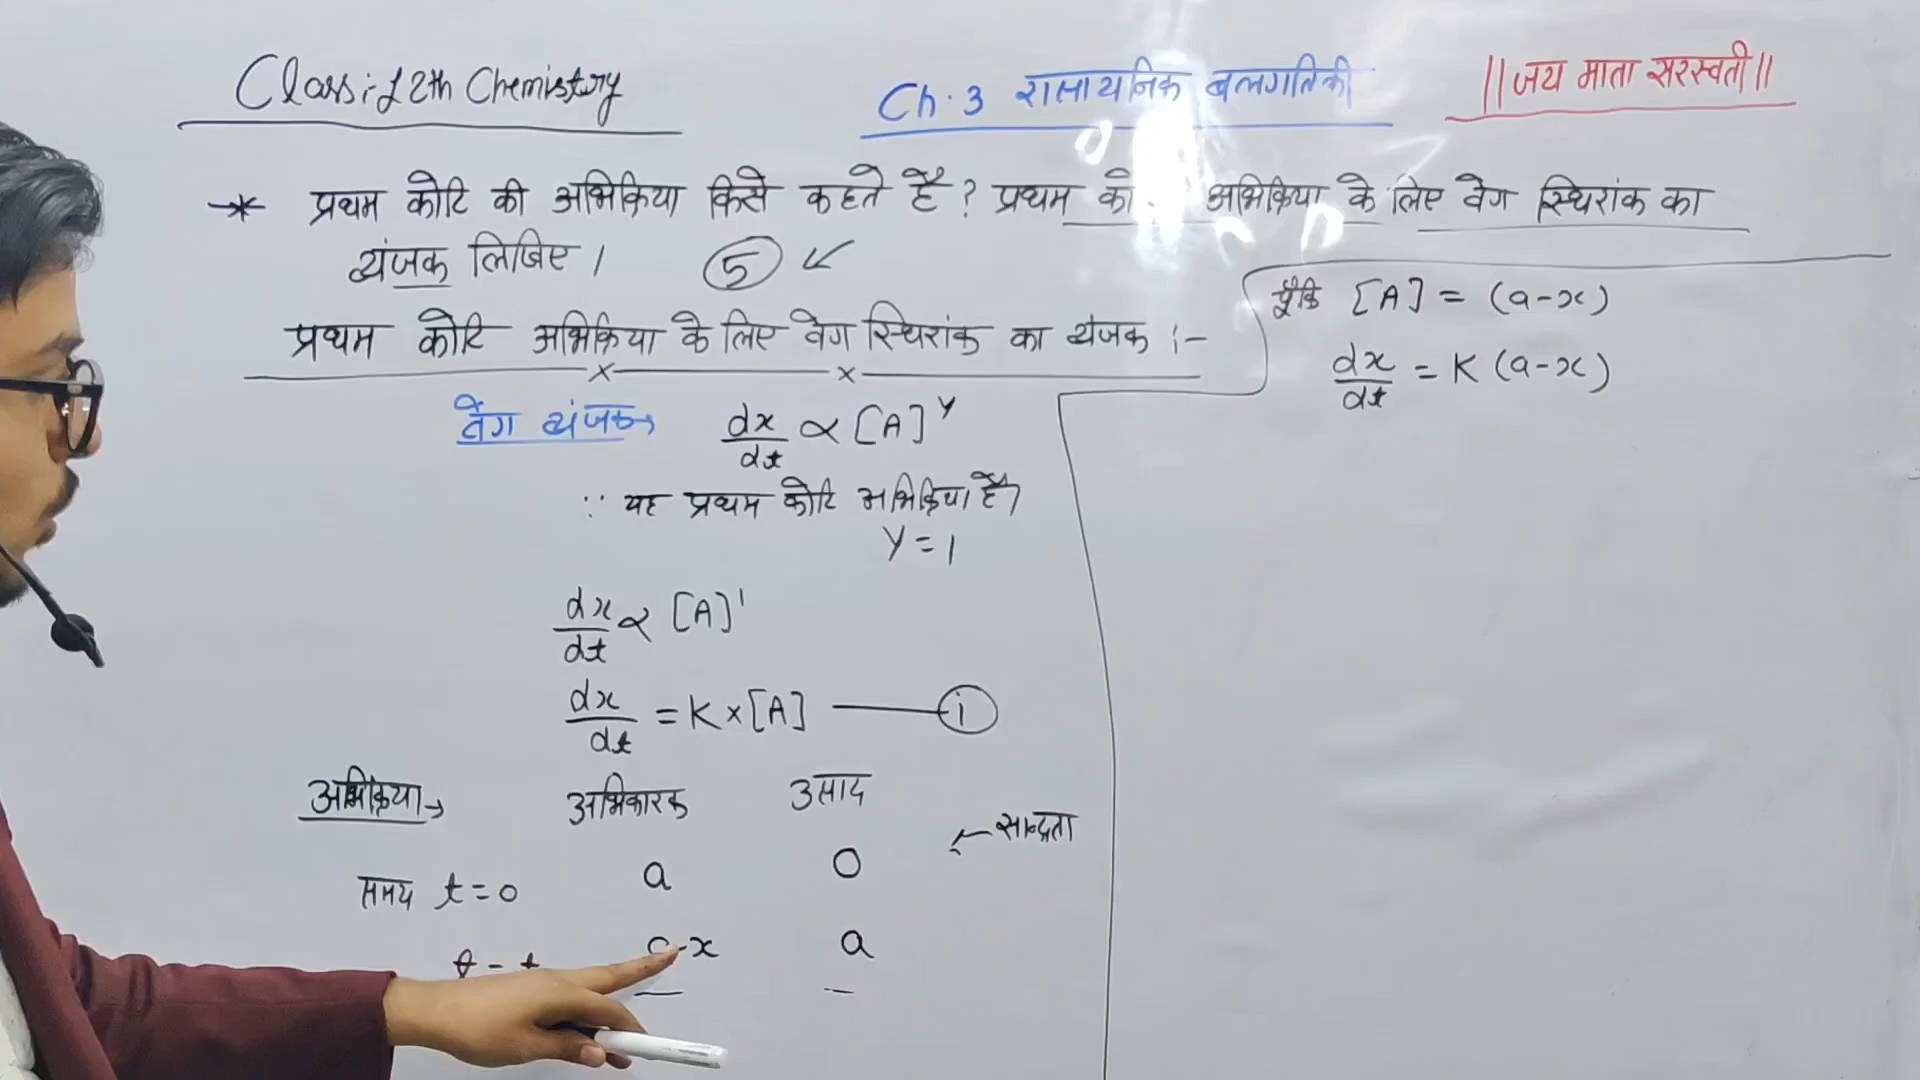 Class:-12th Chemistry
Ch.3 रासायनिक बलगतिकी
||जय माता सरस्वती||
* प्रथम कोटि की अभिक्रिया किसे कहते है? प्रथम को अभिक्रिया के लिए वेग स्थिरांक का
व्यंजक लिखिए। (5) ↙
प्रथम कोटि अभिक्रिया के लिए वेग स्थिरांक का व्यंजक :-
वेग व्यंजक→ dx/dt ∝ [A]^y
∵ यह प्रथम कोटि अभिक्रिया है।
y = 1
dx/dt ∝ [A]^1
dx/dt = K×[A] —— (i)
अभिक्रिया→ अभिकारक उत्पाद
←सान्द्रता
समय t=0 a 0
t = t a-x a
चूँकि [A] = (a-x)
dx/dt = K (a-x)